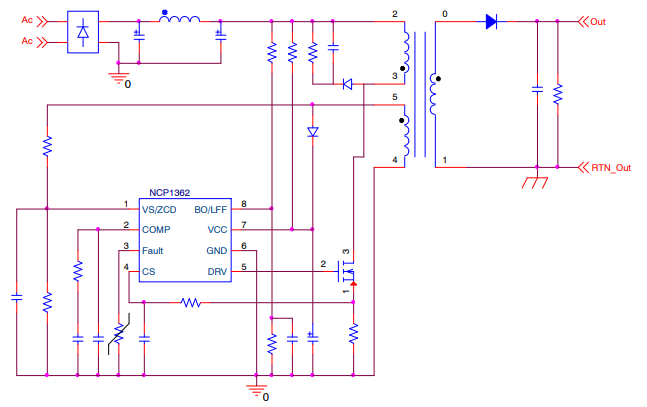 Ac
Ac
2
0
Out
3
5
0
4
1
RTN_Out
NCP1362
1 VS/ZCD BO/LFF 8
2 COMP VCC 7
3 Fault GND 6
4 CS DRV 5
2
3
1
0